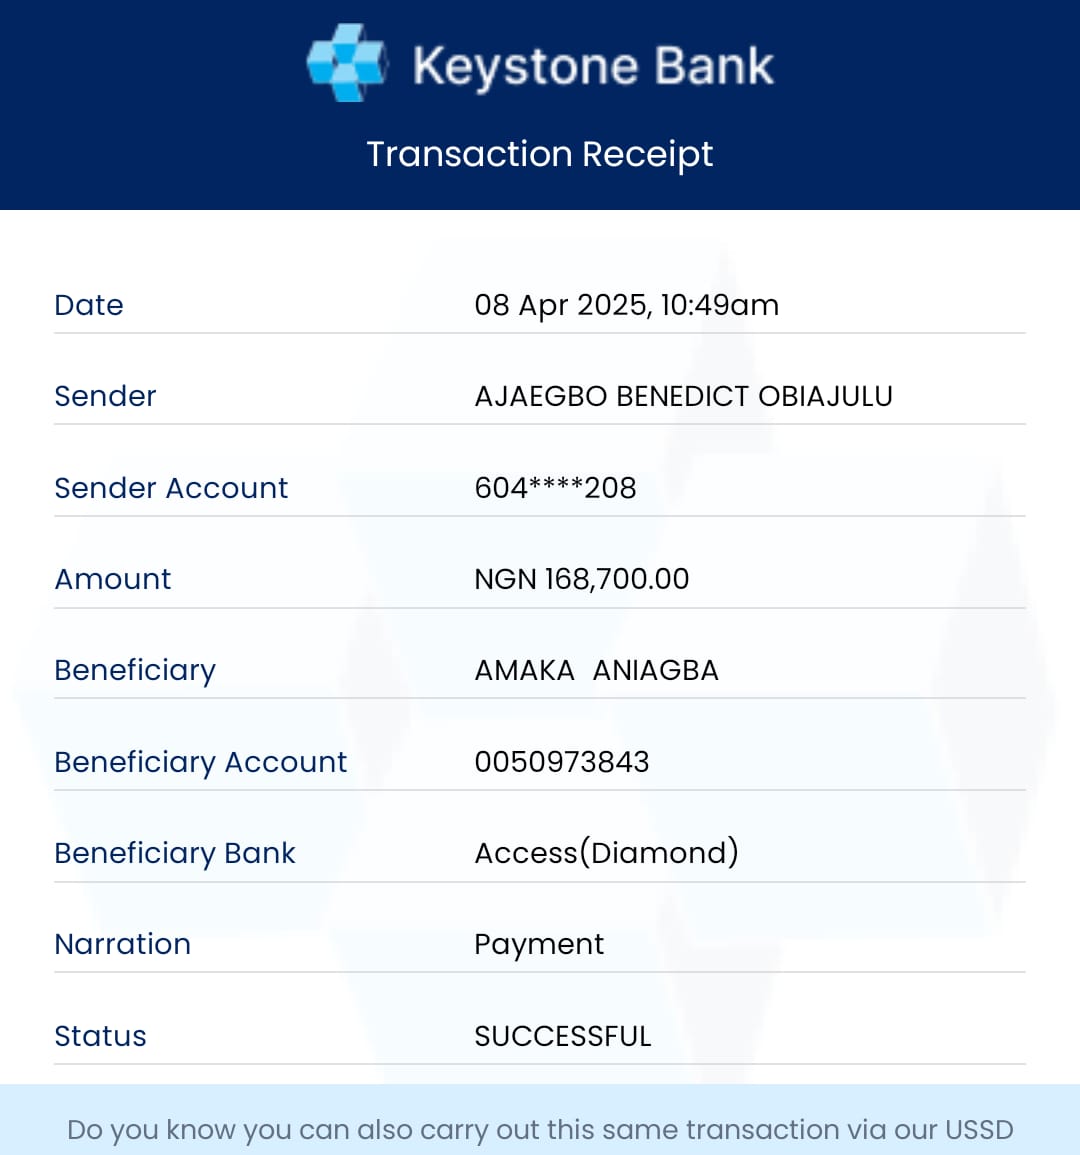 Keystone Bank
Transaction Receipt
Date 08 Apr 2025, 10:49am
Sender AJAEGBO BENEDICT OBIAJULU
Sender Account 604****208
Amount NGN 168,700.00
Beneficiary AMAKA  ANIAGBA
Beneficiary Account 0050973843
Beneficiary Bank Access(Diamond)
Narration Payment
Status SUCCESSFUL
Do you know you can also carry out this same transaction via our USSD